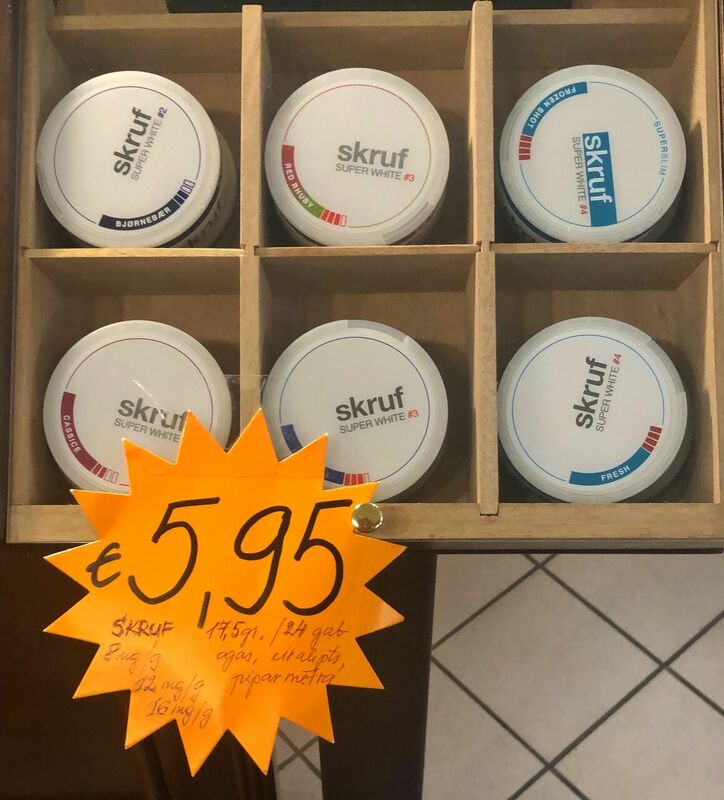 skruf
SUPER WHITE #2
BJØRNEBÆR
skruf
SUPER WHITE #3
RED RHUBY
FROZEN SHOT
SUPERSLIM
skruf
SUPER WHITE #4
skruf
SUPER WHITE
CASSICE
skruf
SUPER WHITE #3
skruf
SUPER WHITE #4
FRESH
€5,95
SKRUF 17,5gr. /24 gab
8mg/g ogas, eikalipts,
12mg/g piparmētra
16mg/g